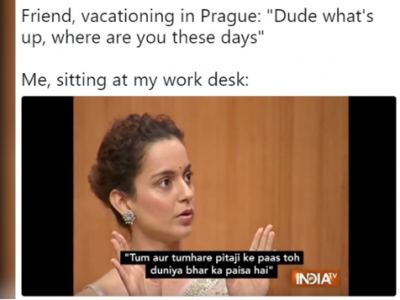 Friend, vacationing in Prague: "Dude what's
up, where are you these days"
Me, sitting at my work desk:
"Tum aur tumhare pitaji ke paas toh
duniya bhar ka paisa hai"
INDIA TV